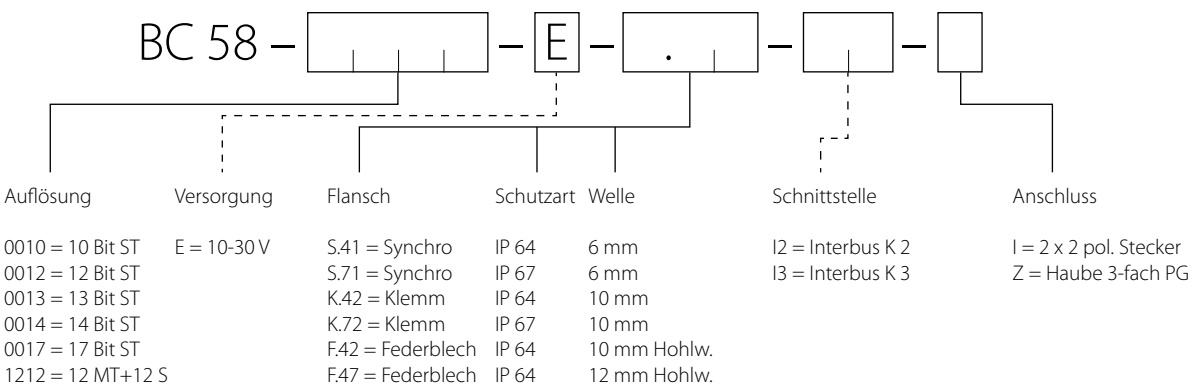 BC 58 – – E – . – –
Auflösung Versorgung Flansch Schutzart Welle Schnittstelle Anschluss
0010 = 10 Bit ST E = 10-30 V S.41 = Synchro IP 64 6 mm I2 = Interbus K 2 I = 2 x 2 pol. Stecker
0012 = 12 Bit ST S.71 = Synchro IP 67 6 mm I3 = Interbus K 3 Z = Haube 3-fach PG
0013 = 13 Bit ST K.42 = Klemm IP 64 10 mm
0014 = 14 Bit ST K.72 = Klemm IP 67 10 mm
0017 = 17 Bit ST F.42 = Federblech IP 64 10 mm Hohlw.
1212 = 12 MT+12 S F.47 = Federblech IP 64 12 mm Hohlw.